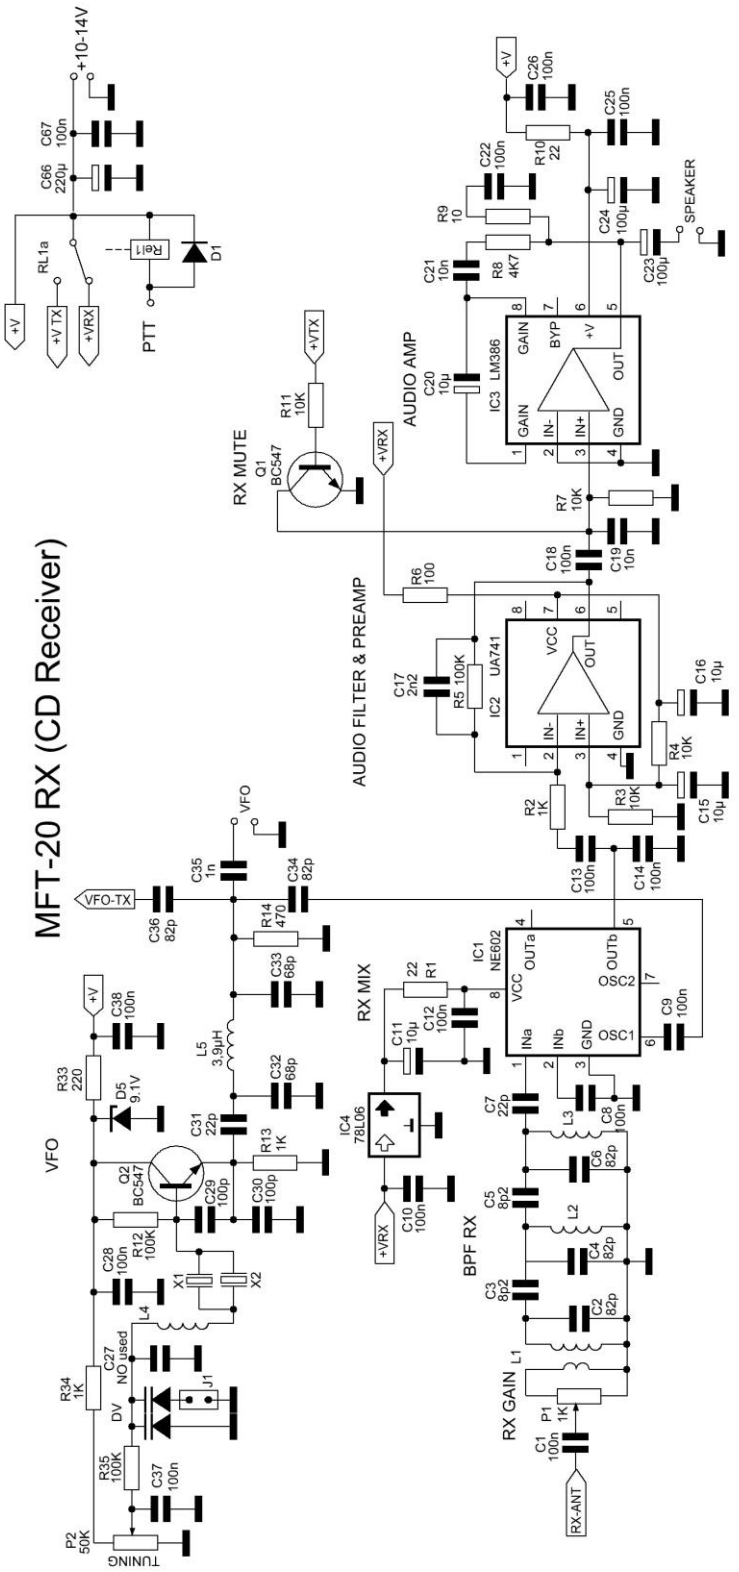 MFT-20 RX (CD Receiver)
VFO
P2
50K
TUNING
R35
100K
C37
100n
R34
1K
DV
J1
C27
NO used
L4
C28
100n
X1
X2
R12
100K
Q2
BC547
C29
100p
C30
100p
R13
1K
D5
9.1V
R33
220
C38
100n
+V
C31
22p
C32
68p
L5
3,9µH
C33
68p
R14
470
VFO-TX
C36
82p
C34
82p
C35
1n
VFO
RL1a
+V
+V TX
+VRX
PTT
Rel1
D1
C66
220µ
C67
100n
+10-14V
RX-ANT
C1
100n
RX GAIN
P1
1K
L1
BPF RX
C2
82p
C3
8p2
C4
82p
L2
C5
8p2
C6
82p
L3
C7
22p
C8
100n
RX MIX
+VRX
C10
100n
IC4
78L06
C11
10µ
C12
100n
22
R1
IC1
NE602
8
VCC
4
OUTa
1
INa
2
INb
3
GND
OUTb
5
OSC1
6
OSC2
7
C9
100n
C13
100n
C14
100n
AUDIO FILTER & PREAMP
R2
1K
R3
10K
R4
10K
C15
10µ
C16
10µ
C17
2n2
R5 100K
IC2
UA741
1
2
IN-
3
IN+
4
GND
8
7
VCC
6
OUT
5
R6
100
+VRX
C18
100n
C19
10n
RX MUTE
Q1
BC547
R11
10K
+VTX
AUDIO AMP
R7
10K
IC3
LM386
1
GAIN
2
IN-
3
IN+
4
GND
8
GAIN
7
BYP
6
+V
5
OUT
C20
10µ
C21
10n
R8
4K7
R9
10
C22
100n
R10
22
+V
C26
100n
C25
100n
C24
100µ
C23
100µ
SPEAKER